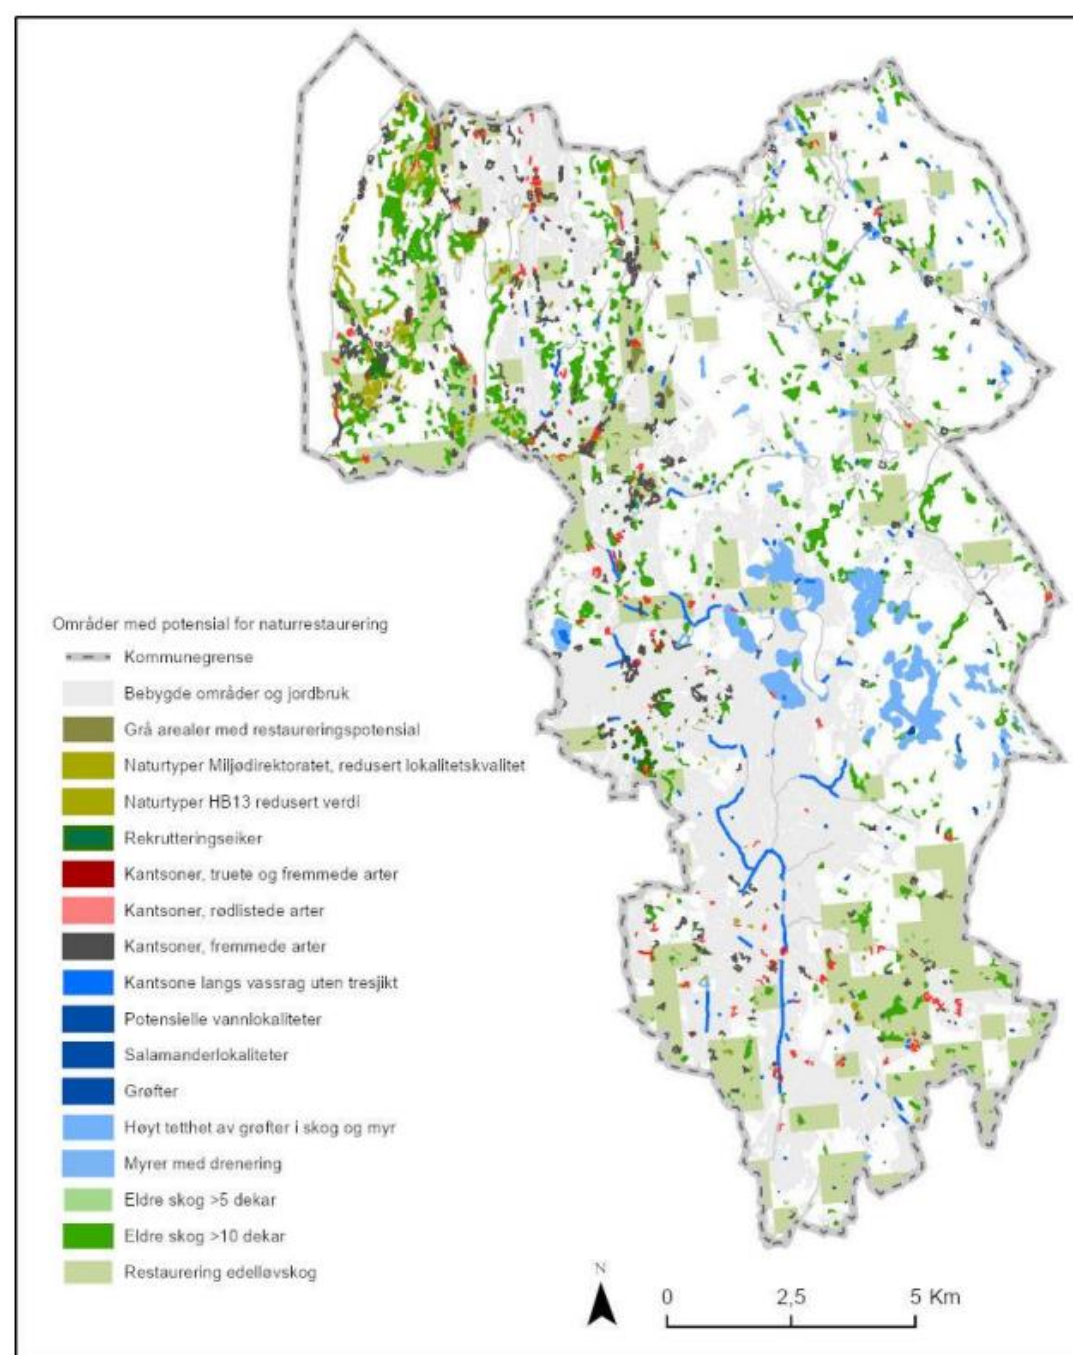 Områder med potensial for naturrestaurering
Kommunegrense
Bebygde områder og jordbruk
Grå arealer med restaureringspotensial
Naturtyper Miljødirektoratet, redusert lokalitetskvalitet
Naturtyper HB13 redusert verdi
Rekrutteringseiker
Kantsoner, truete og fremmede arter
Kantsoner, rødlistede arter
Kantsoner, fremmede arter
Kantsone langs vassrag uten tresjikt
Potensielle vannlokaliteter
Salamanderlokaliteter
Grøfter
Høyt tetthet av grøfter i skog og myr
Myrer med drenering
Eldre skog >5 dekar
Eldre skog >10 dekar
Restaurering edelløvskog
N
0 2,5 5 Km